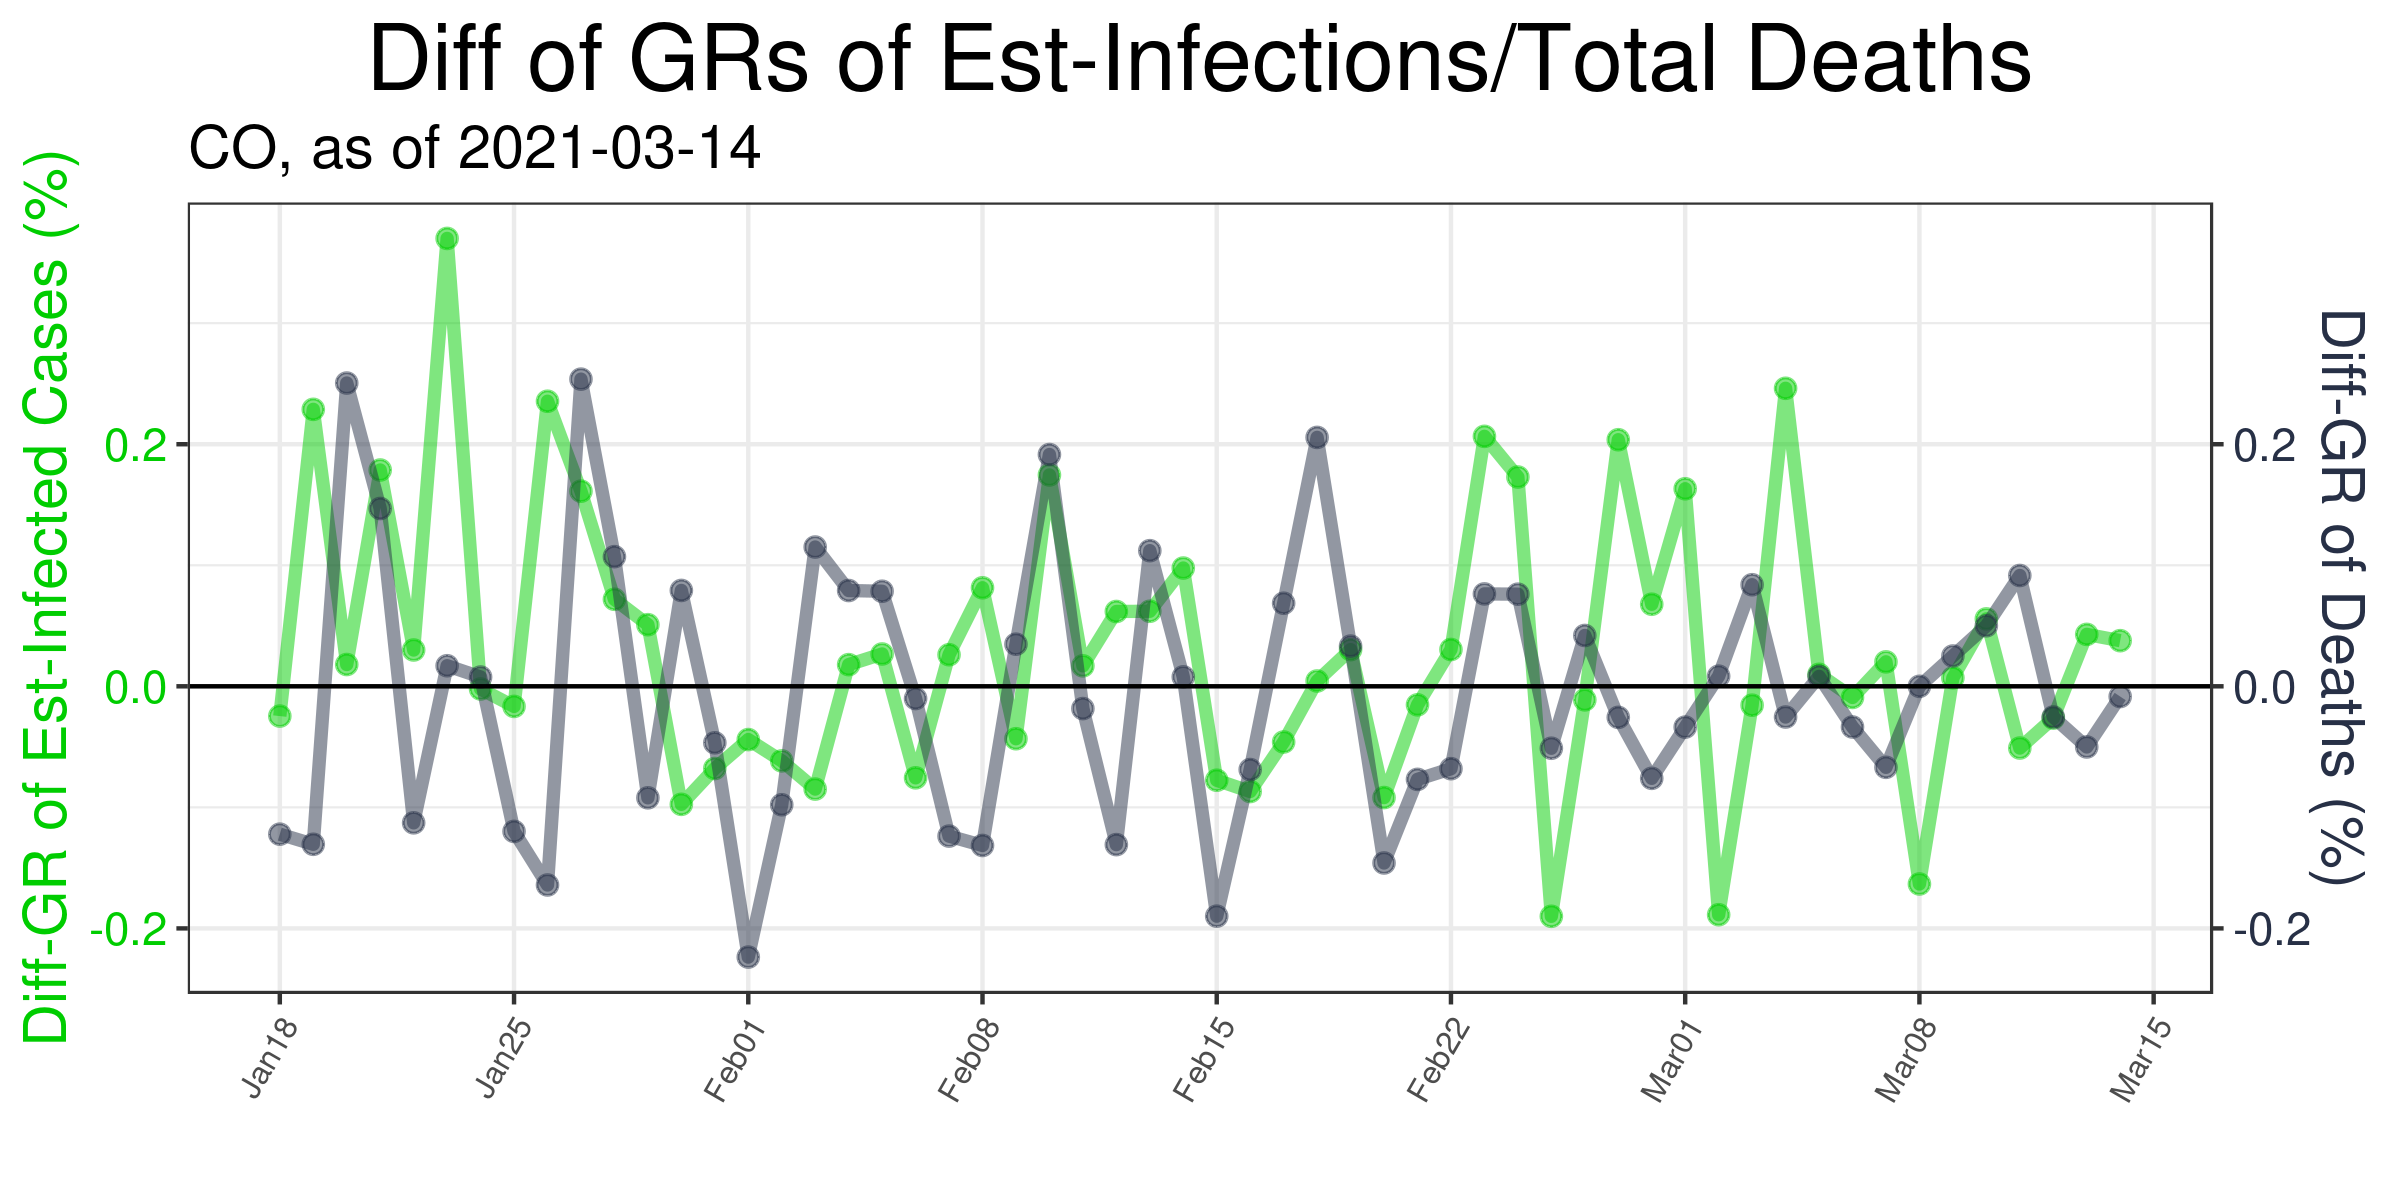 Diff of GRs of Est-Infections/Total Deaths
CO, as of 2021-03-14
Diff-GR of Est-Infected Cases (%)
0.2
0.0
-0.2
0.2
0.0
-0.2
Diff-GR of Deaths (%)
Jan18
Jan25
Feb01
Feb08
Feb15
Feb22
Mar01
Mar08
Mar15